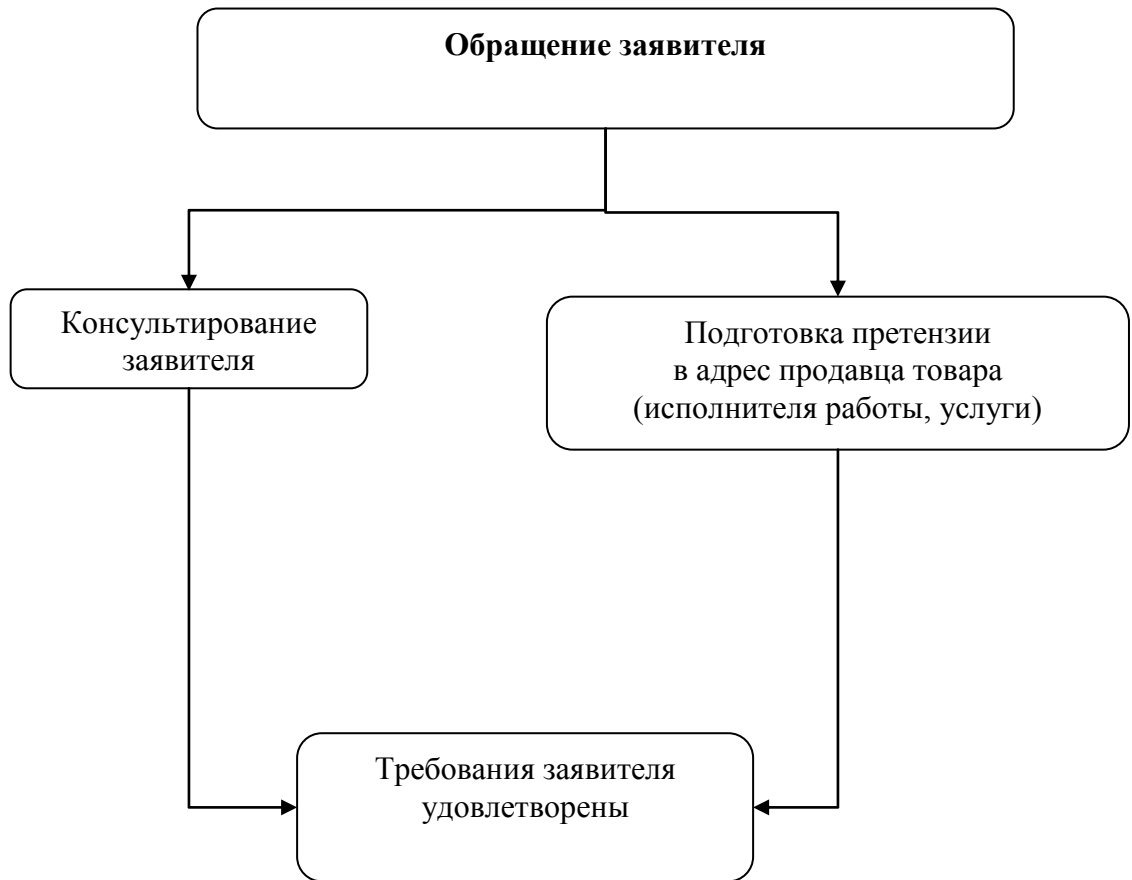 Обращение заявителя
Консультирование
заявителя
Подготовка претензии
в адрес продавца товара
(исполнителя работы, услуги)
Требования заявителя
удовлетворены